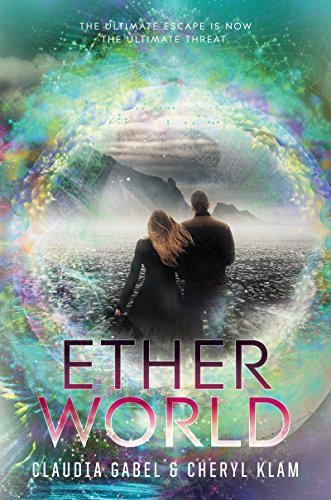 THE ULTIMATE ESCAPE IS NOW
THE ULTIMATE THREAT.
ETHER
WORLD
CLAUDIA GABEL & CHERYL KLAM